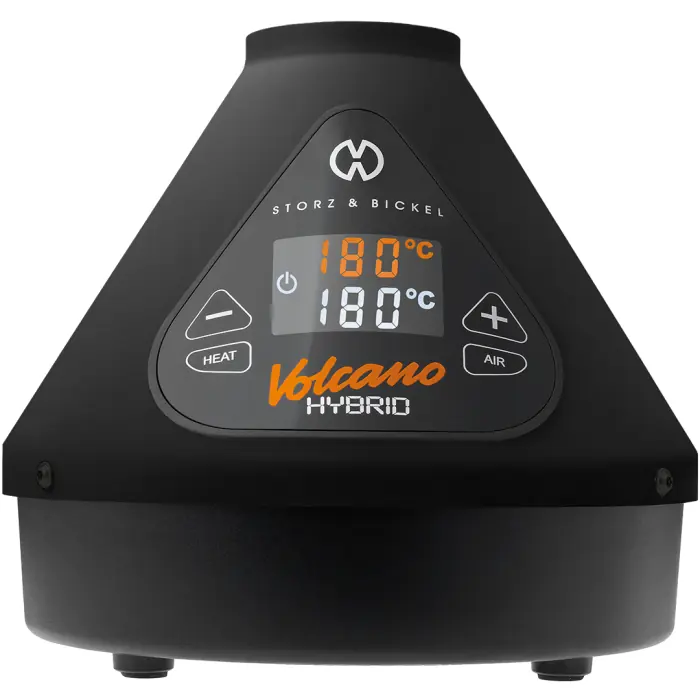 STORZ & BICKEL
180°C
180°C
−
+
HEAT
AIR
Volcano
HYBRID